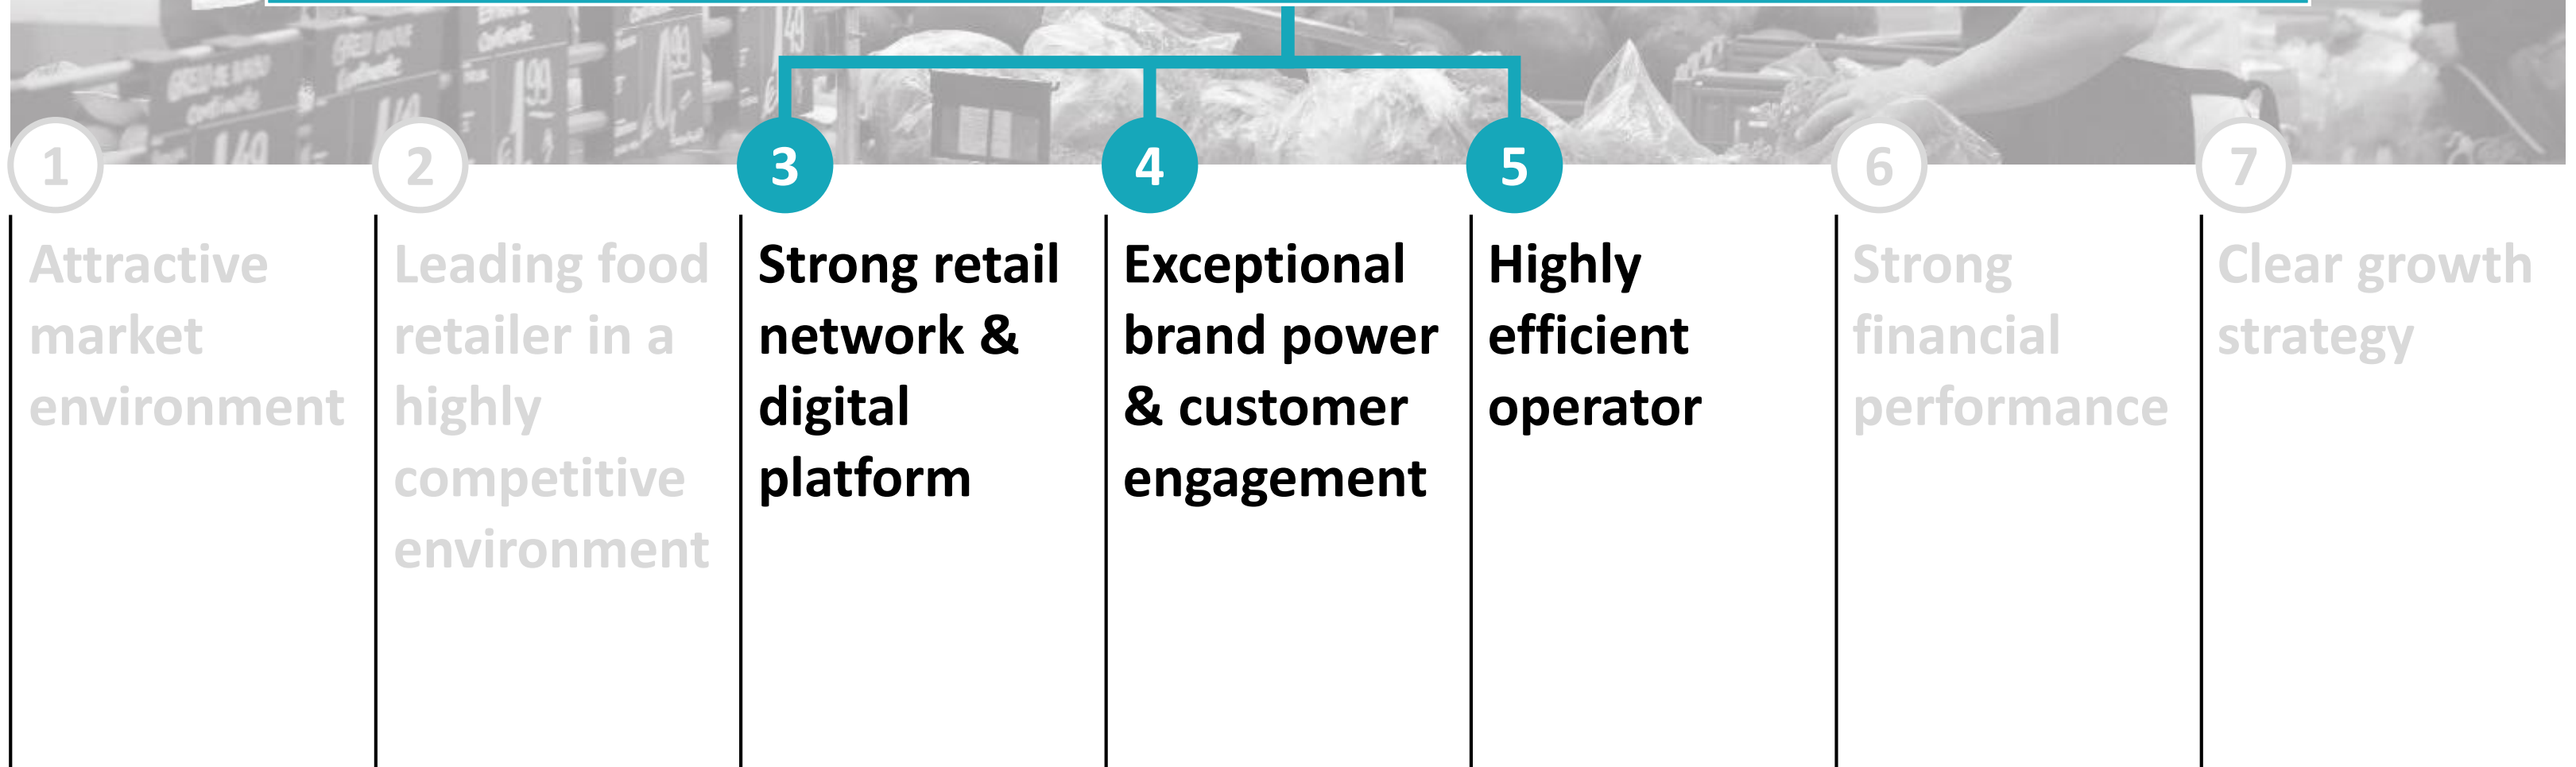 1
2
3
4
5
6
7
Attractive
market
environment
Leading food
retailer in a
highly
competitive
environment
Strong retail
network &
digital
platform
Exceptional
brand power
& customer
engagement
Highly
efficient
operator
Strong
financial
performance
Clear growth
strategy